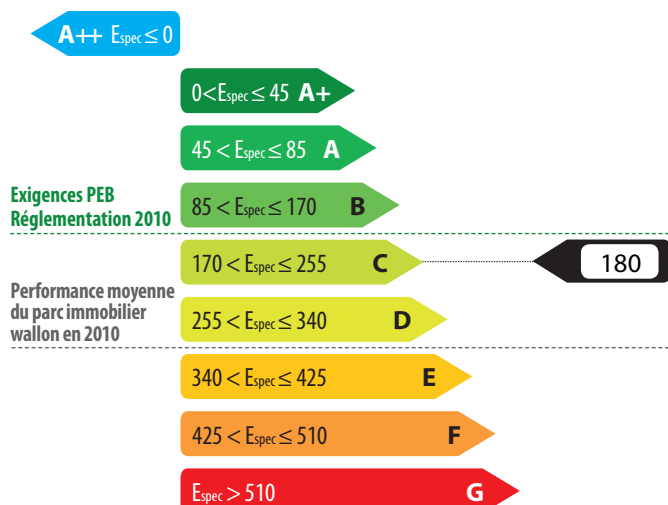 A++ Espec ≤ 0
0<Espec ≤ 45 A+
45 < Espec ≤ 85 A
Exigences PEB
Réglementation 2010
85 < Espec ≤ 170 B
170 < Espec ≤ 255 C
180
Performance moyenne
du parc immobilier
wallon en 2010
255 < Espec ≤ 340 D
340 < Espec ≤ 425 E
425 < Espec ≤ 510 F
Espec > 510 G